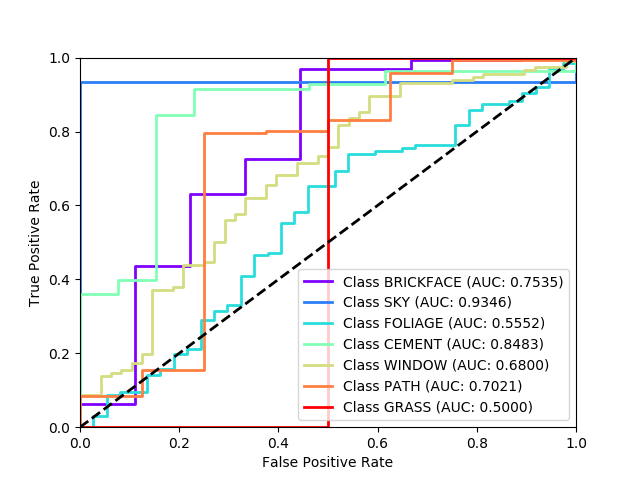 1.0
0.8
0.6
0.4
0.2
0.0
True Positive Rate
Class BRICKFACE (AUC: 0.7535)
Class SKY (AUC: 0.9346)
Class FOLIAGE (AUC: 0.5552)
Class CEMENT (AUC: 0.8483)
Class WINDOW (AUC: 0.6800)
Class PATH (AUC: 0.7021)
Class GRASS (AUC: 0.5000)
0.0 0.2 0.4 0.6 0.8 1.0
False Positive Rate